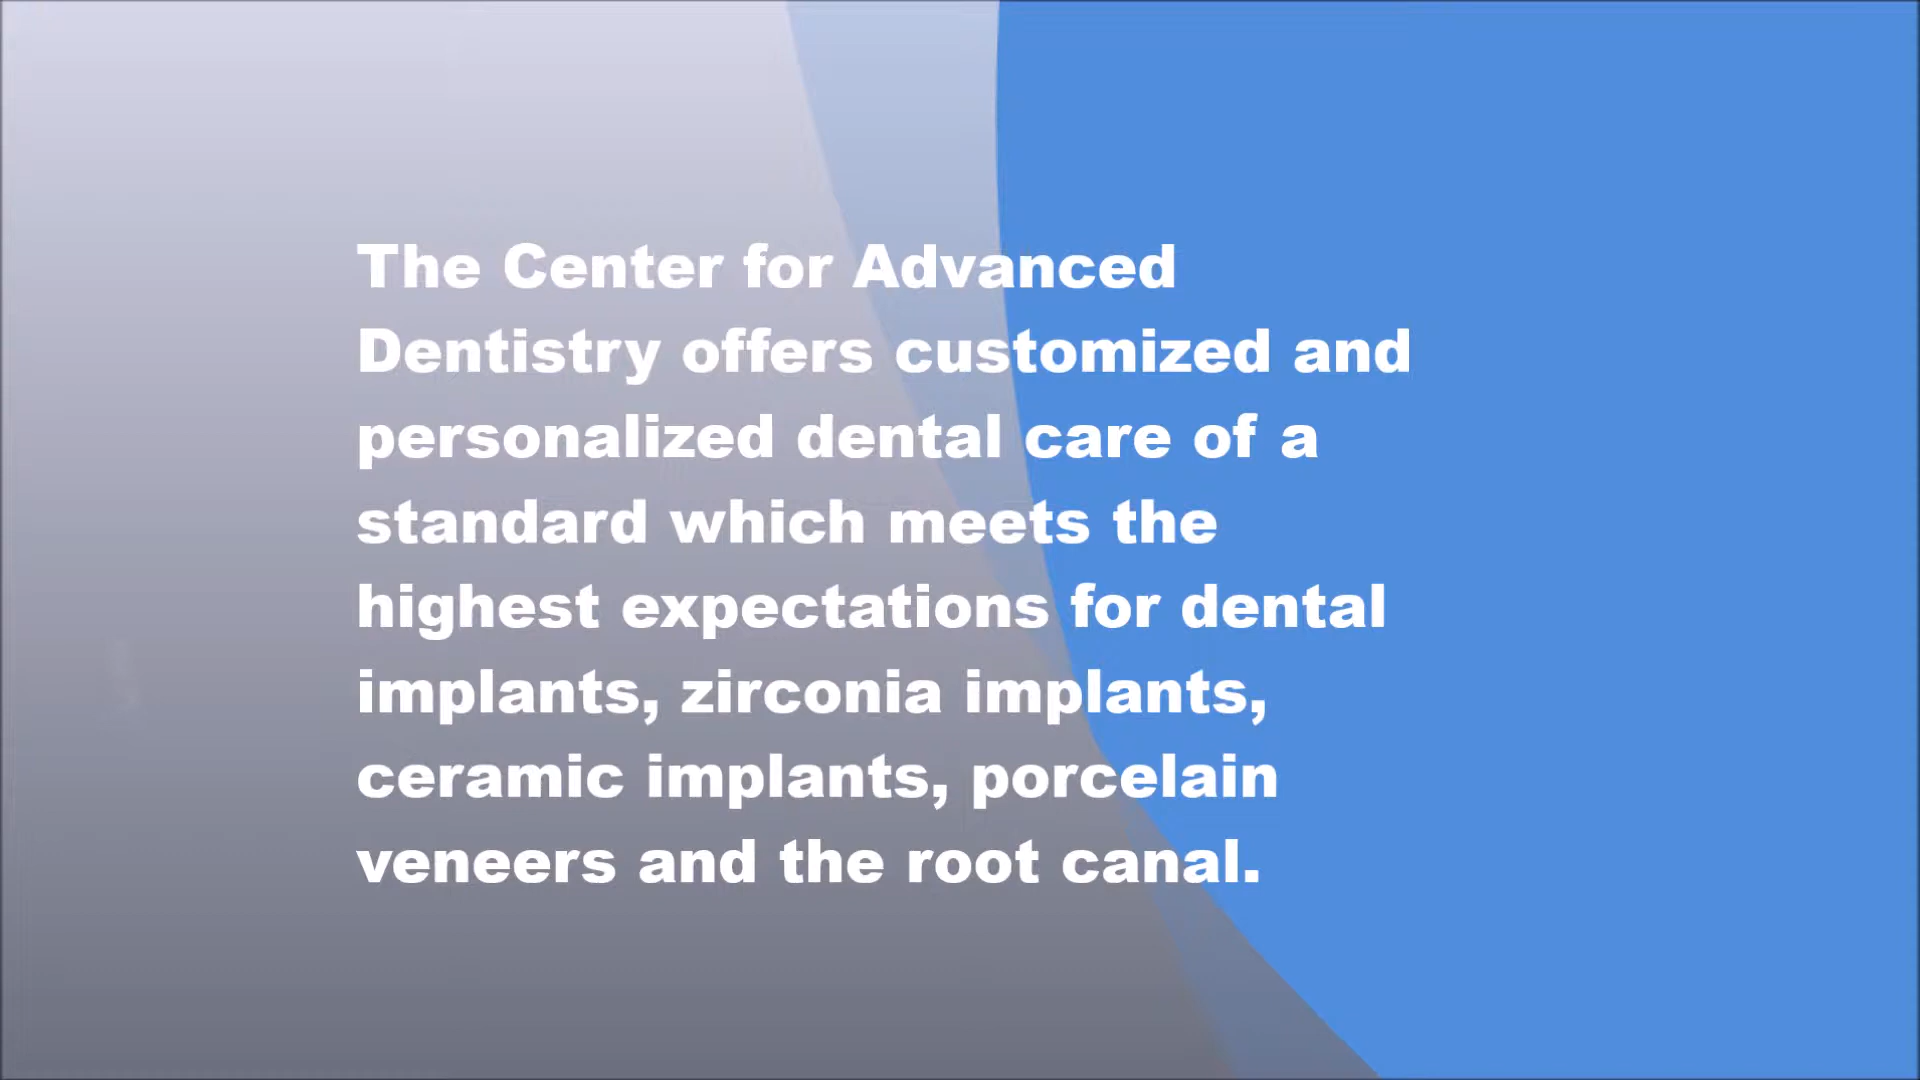 The Center for Advanced
Dentistry offers customized and
personalized dental care of a
standard which meets the
highest expectations for dental
implants, zirconia implants,
ceramic implants, porcelain
veneers and the root canal.